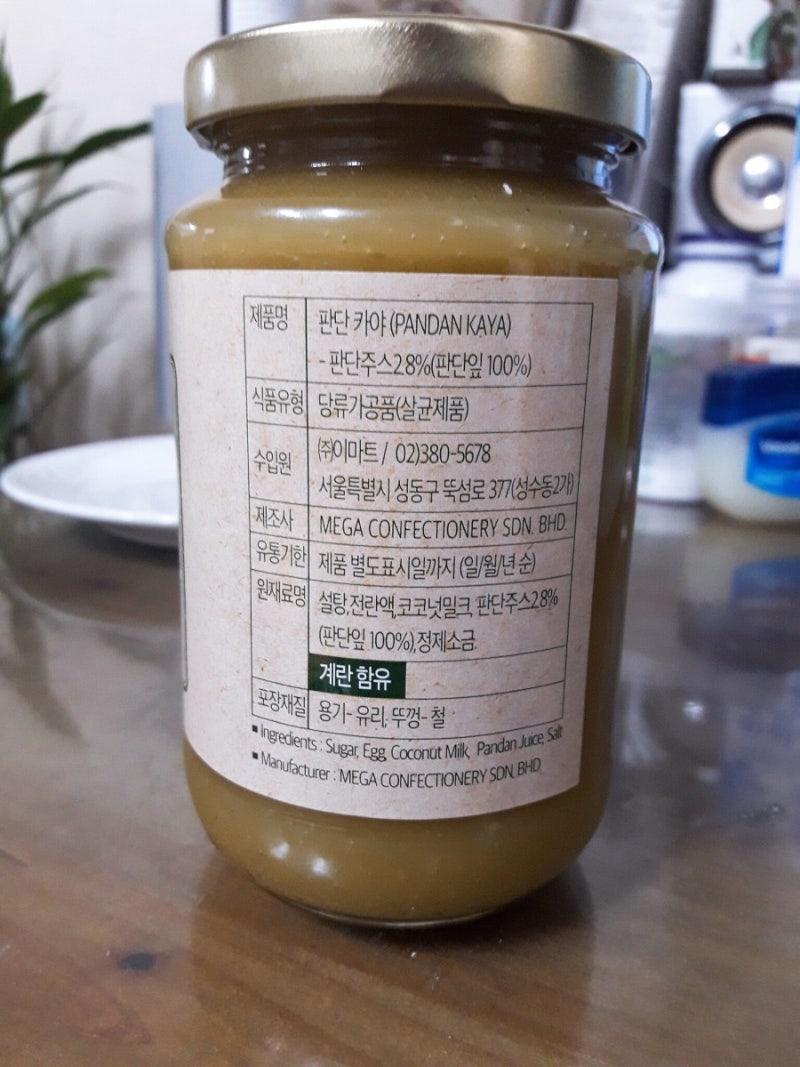 제품명 판단 카야 (PANDAN KAYA)
- 판단주스2.8%(판단잎 100%)
식품유형 당류가공품(살균제품)
수입원 ㈜이마트 / 02)380-5678
서울특별시 성동구 뚝섬로 377(성수동2가)
제조사 MEGA CONFECTIONERY SDN. BHD.
유통기한 제품 별도표시일까지 (일/월/년 순)
원재료명 설탕,전란액,코코넛밀크, 판단주스2.8%
(판단잎 100%),정제소금
계란 함유
포장재질 용기- 유리, 뚜껑- 철
▪ Ingredients : Sugar, Egg, Coconut Milk, Pandan Juice, Salt
▪ Manufacturer : MEGA CONFECTIONERY SDN. BHD.